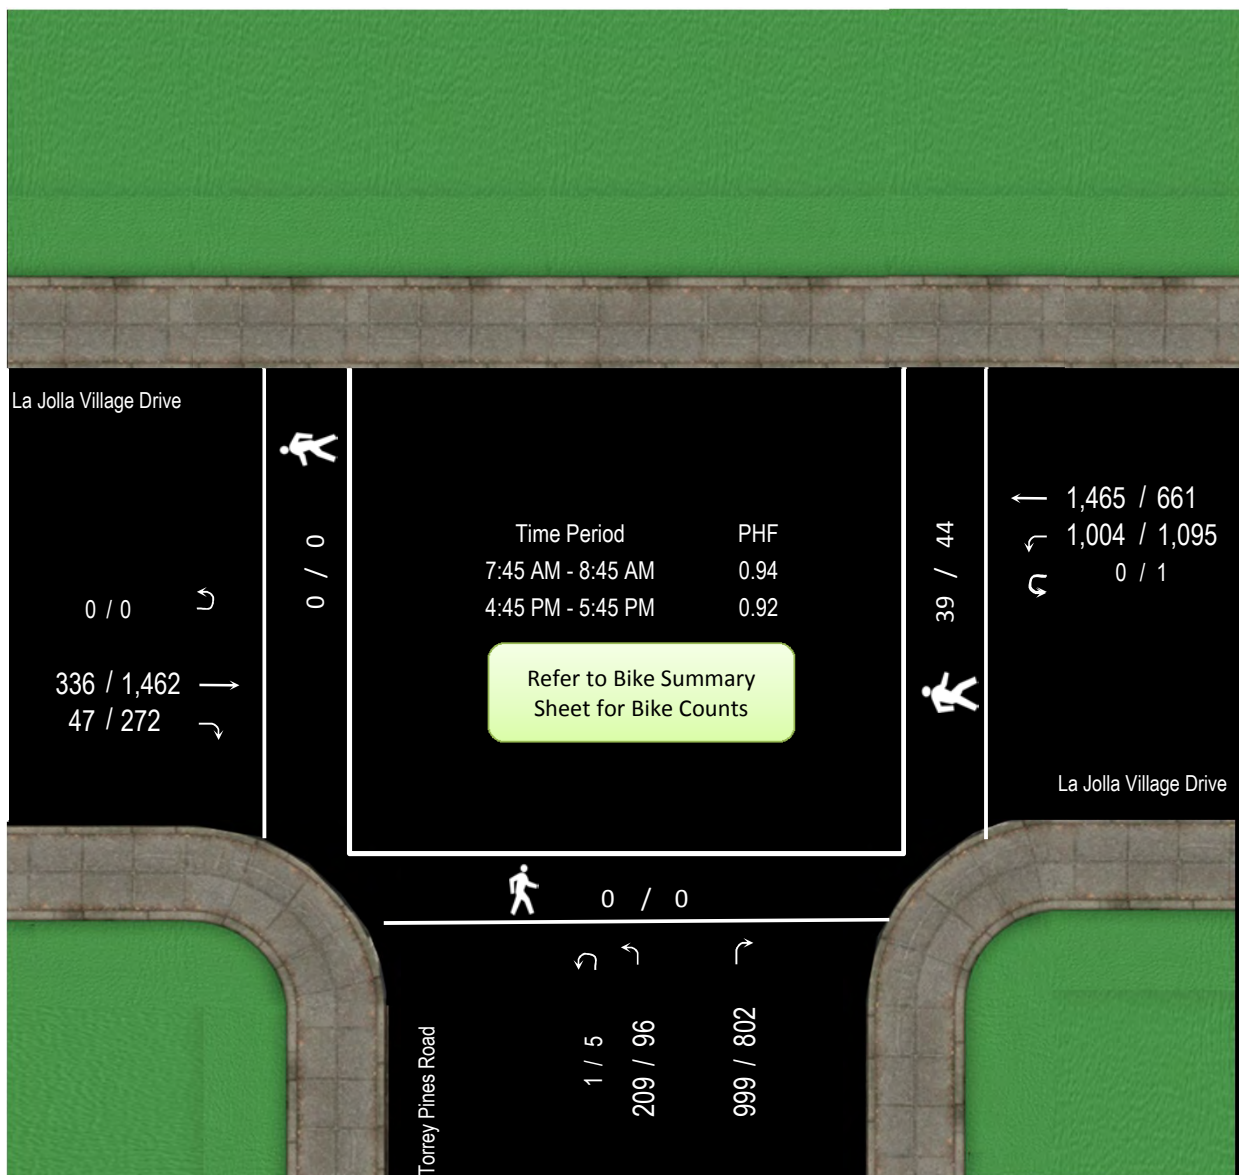 La Jolla Village Drive
0 / 0
336 / 1,462
47 / 272
0 / 0
Time Period PHF
7:45 AM - 8:45 AM 0.94
4:45 PM - 5:45 PM 0.92
Refer to Bike Summary
Sheet for Bike Counts
39 / 44
1,465 / 661
1,004 / 1,095
0 / 1
La Jolla Village Drive
0 / 0
Torrey Pines Road
1 / 5
209 / 96
999 / 802